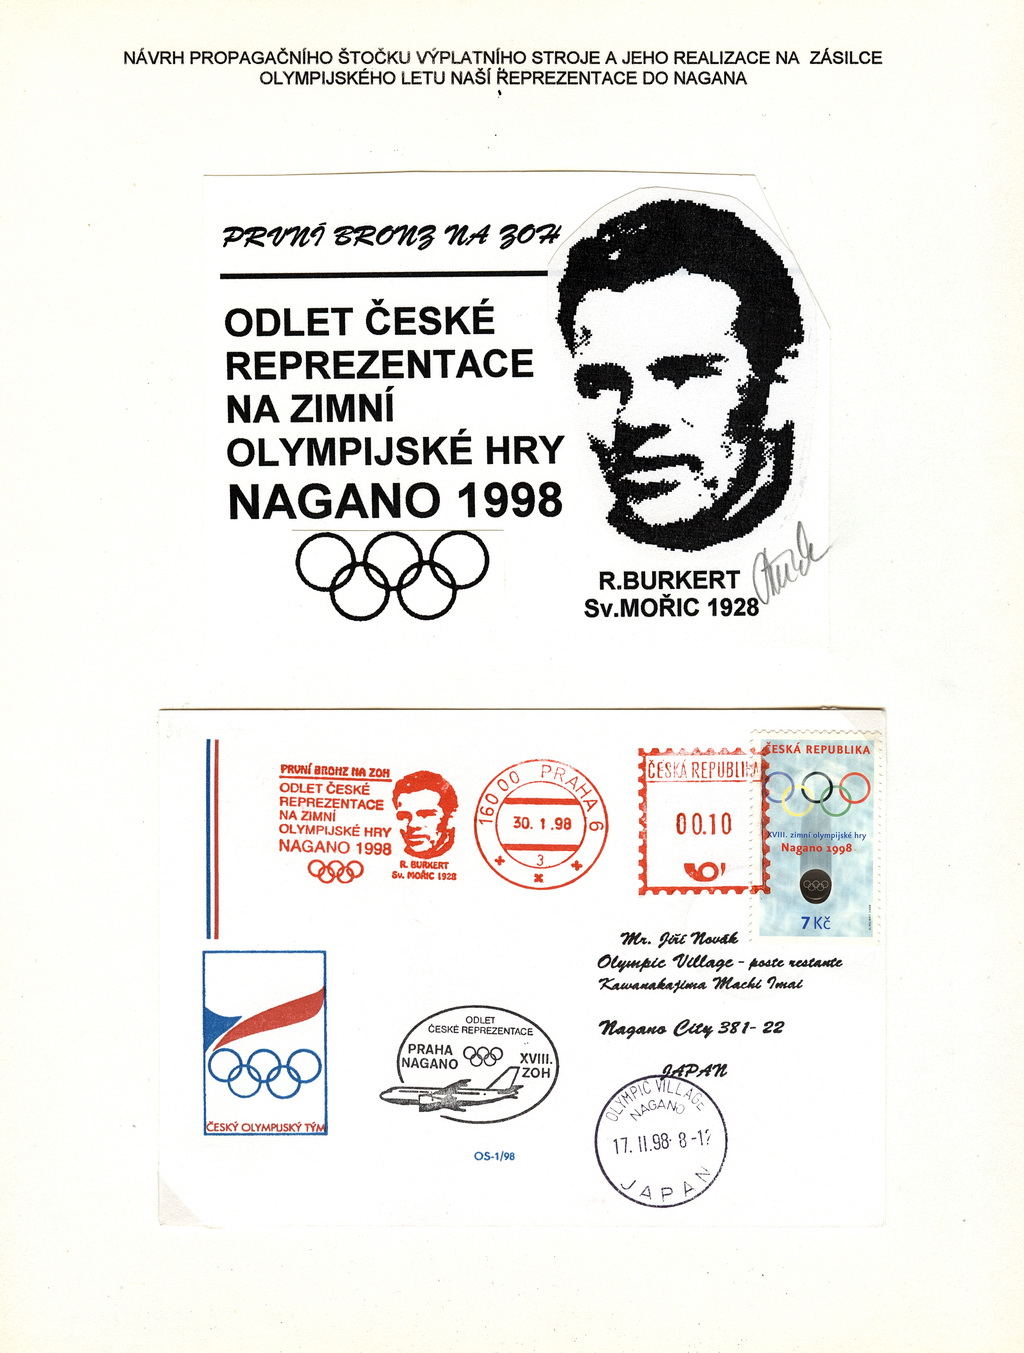 NÁVRH PROPAGAČNÍHO ŠTOČKU VÝPLATNÍHO STROJE A JEHO REALIZACE NA ZÁSILCE
OLYMPIJSKÉHO LETU NAŠÍ REPREZENTACE DO NAGANA
PRVNÍ BRONZ NA ZOH
ODLET ČESKÉ
REPREZENTACE
NA ZIMNÍ
OLYMPIJSKÉ HRY
NAGANO 1998
R.BURKERT
Sv.MOŘIC 1928
PRVNÍ BRONZ NA ZOH
ODLET ČESKÉ
REPREZENTACE
NA ZIMNÍ
OLYMPIJSKÉ HRY
NAGANO 1998
R. BURKERT
Sv. MOŘIC 1928
16000 PRAHA 6
30. 1.98
3
ČESKÁ REPUBLIKA
00.10
ČESKÁ REPUBLIKA
XVIII. zimní olympijské hry
Nagano 1998
7 Kč
Mr. Jiří Novák
Olympic Village - poste restante
Kawanakajima Machi Imai
Nagano City 381- 22
JAPAN
ODLET
ČESKÉ REPREZENTACE
PRAHA
NAGANO
XVIII.
ZOH
ČESKÝ OLYMPIJSKÝ TÝM
OS-1/98
OLYMPIC VILLAGE
NAGANO
17. II.98 8-12
JAPAN